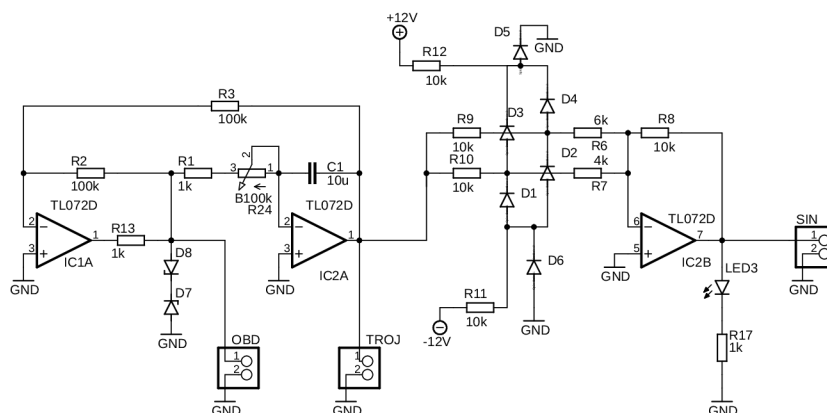 +12V
D5
GND
R12
10k
R3
100k
D4
D3
R9
10k
6k
R6
R8
10k
R2
100k
R1
1k
2
3
1
B100k
R24
C1
10u
R10
10k
D2
4k
R7
D1
TL072D
2
3
1
IC1A
GND
R13
1k
TL072D
2
3
1
IC2A
GND
TL072D
6
5
7
IC2B
GND
SIN
1
2
GND
D8
D7
GND
D6
GND
LED3
R11
10k
-12V
R17
1k
GND
OBD
1
2
GND
TROJ
1
2
GND